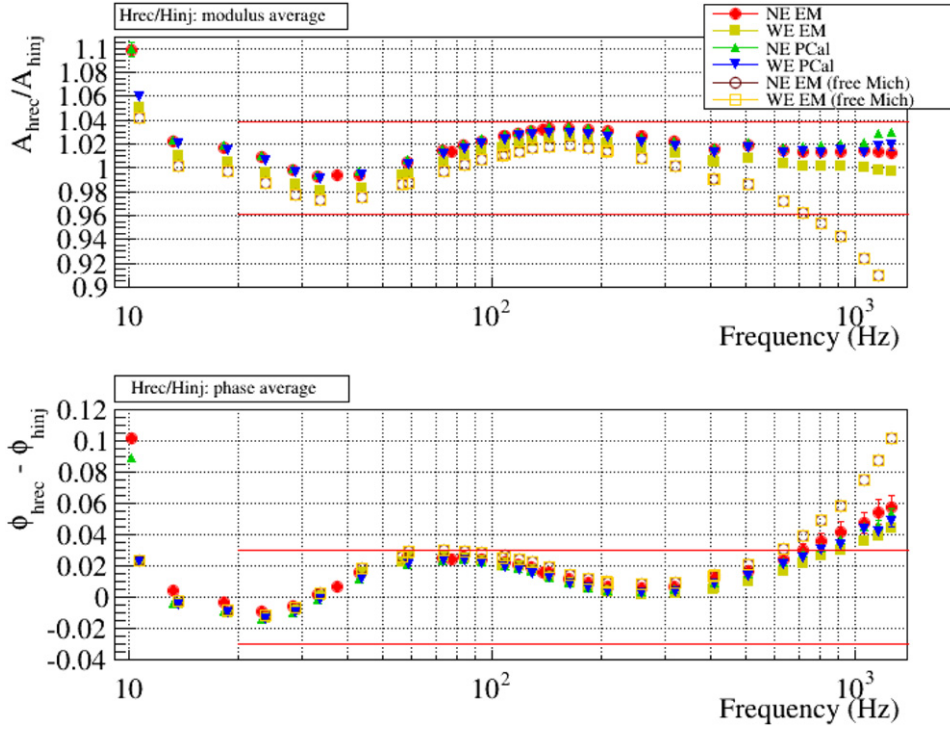 Hrec/Hinj: modulus average
NE EM
WE EM
NE PCal
WE PCal
NE EM (free Mich)
WE EM (free Mich)
A_hrec/A_hinj
1.1
1.08
1.06
1.04
1.02
1
0.98
0.96
0.94
0.92
0.9
10
10²
10³
Frequency (Hz)
Hrec/Hinj: phase average
ϕ_hrec - ϕ_hinj
0.12
0.1
0.08
0.06
0.04
0.02
0
-0.02
-0.04
10
10²
10³
Frequency (Hz)